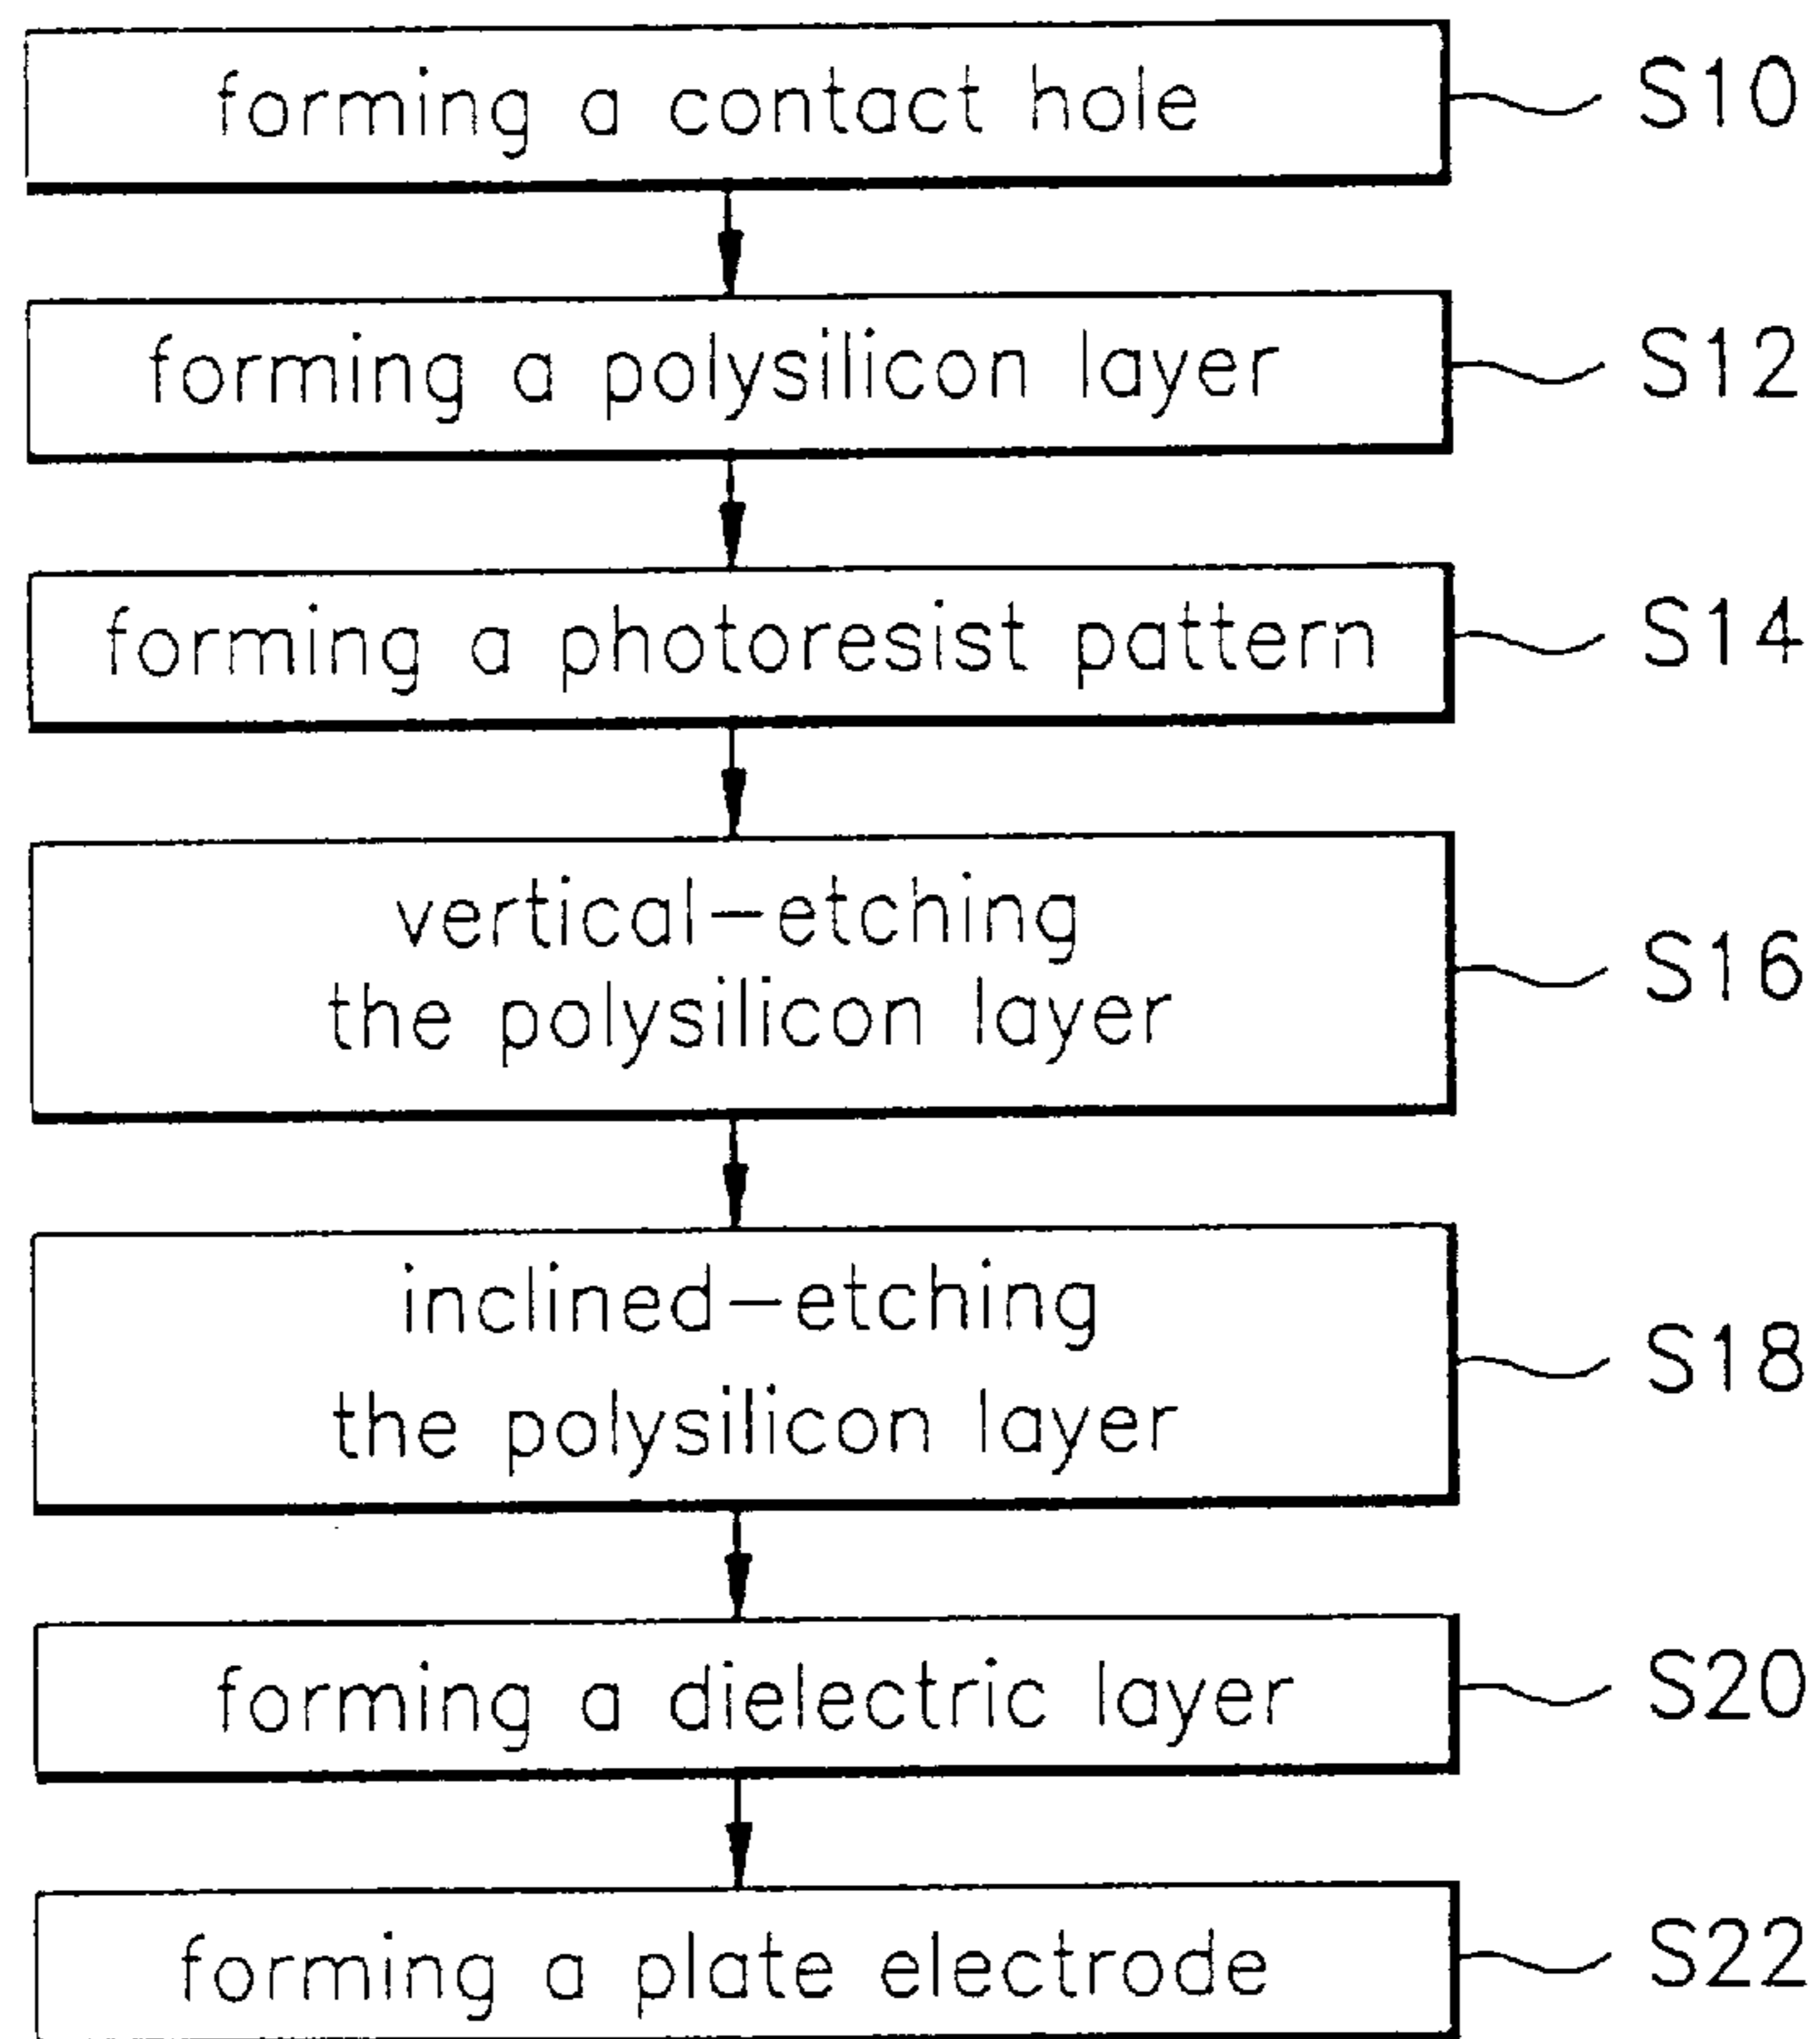 forming a contact hole S10
forming a polysilicon layer S12
forming a photoresist pattern S14
vertical-etching
the polysilicon layer
S16
inclined-etching
the polysilicon layer
S18
forming a dielectric layer S20
forming a plate electrode S22